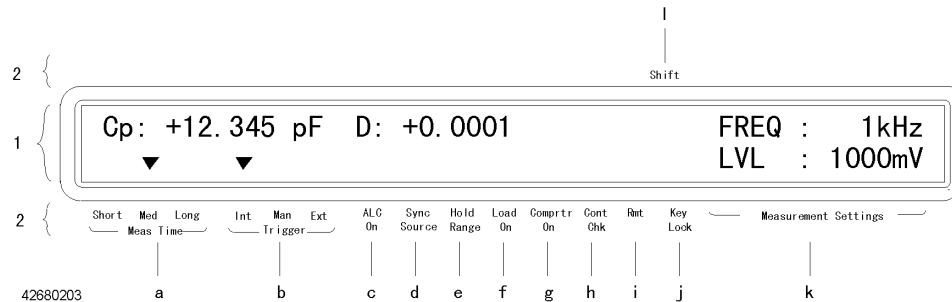 l
2
Shift
1
Cp: +12.345 pF D: +0.0001 FREQ : 1kHz
LVL : 1000mV
2
Short Med Long Int Man Ext ALC Sync Hold Load Comprtr Cont Rmt Key Measurement Settings
Meas Time Trigger On Source Range On On Chk Lock
42680203 a b c d e f g h i j k